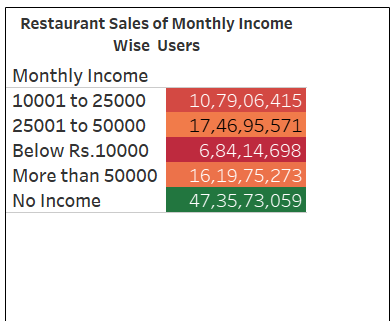 Restaurant Sales of Monthly Income
Wise Users
Monthly Income
10001 to 25000 10,79,06,415
25001 to 50000 17,46,95,571
Below Rs.10000 6,84,14,698
More than 50000 16,19,75,273
No Income 47,35,73,059